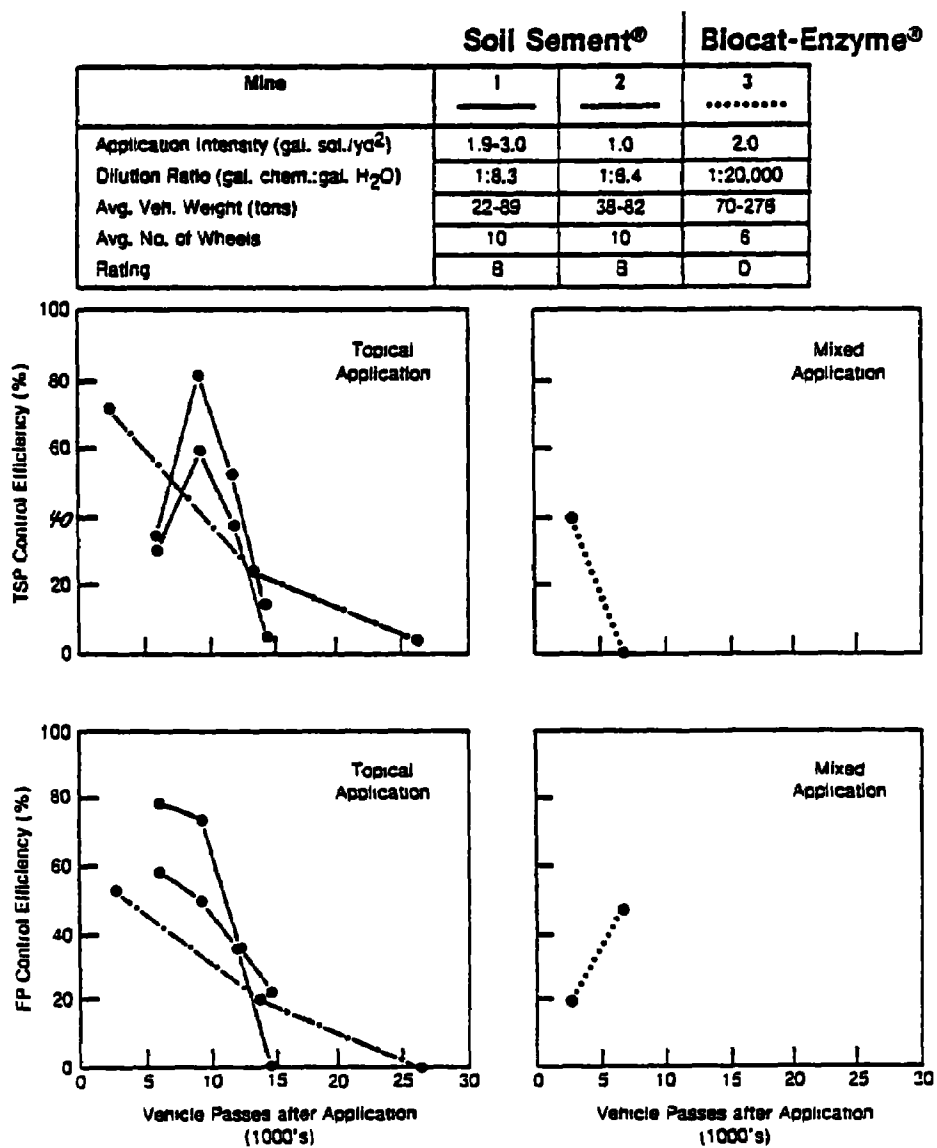 Soil Sement® Biocat-Enzyme®
Mine 1 2 3
Application Intensity (gal. sol./yd²) 1.9-3.0 1.0 2.0
Dilution Ratio (gal. chem.:gal. H₂O) 1:8.3 1:6.4 1:20,000
Avg. Veh. Weight (tons) 22-89 38-82 70-276
Avg. No. of Wheels 10 10 6
Rating B B D
TSP Control Efficiency (%)
100
80
60
40
20
0
Topical
Application
Mixed
Application
FP Control Efficiency (%)
100
80
60
40
20
0
Topical
Application
Mixed
Application
0 5 10 15 20 25 30
Vehicle Passes after Application
(1000's)
0 5 10 15 20 25 30
Vehicle Passes after Application
(1000's)